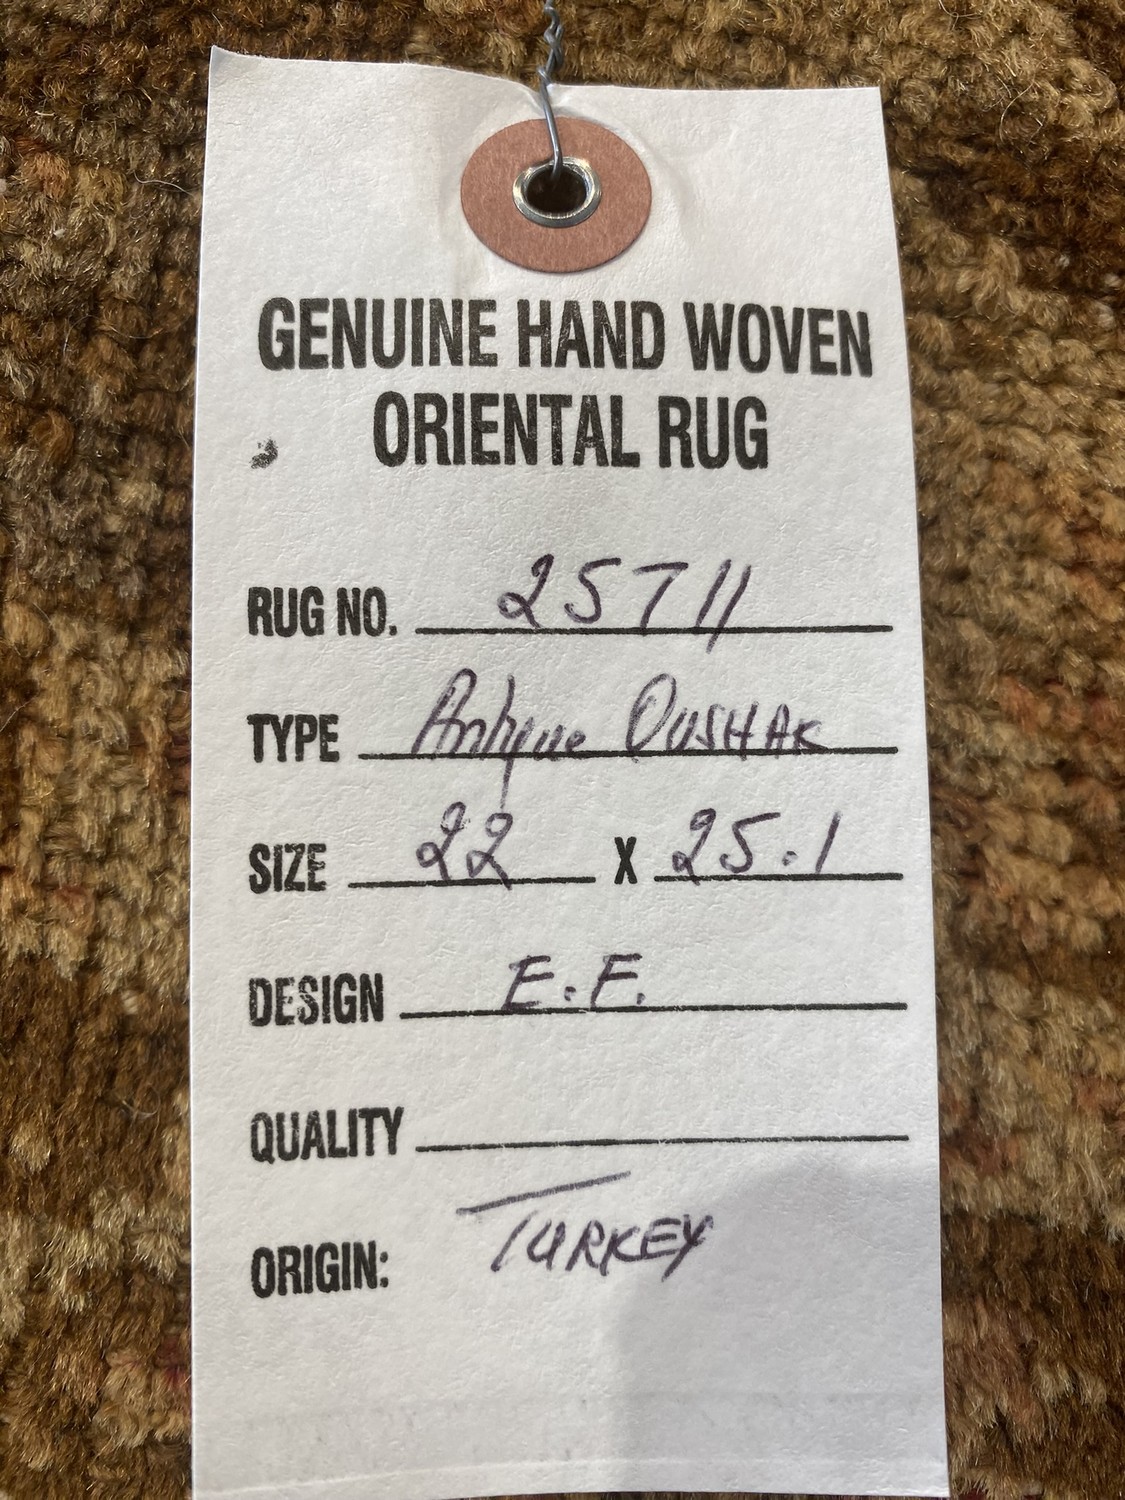 GENUINE HAND WOVEN
ORIENTAL RUG
RUG NO. 25711
TYPE Antique OUSHAK
SIZE 22 X 25.1
DESIGN E.F.
QUALITY
ORIGIN: TURKEY